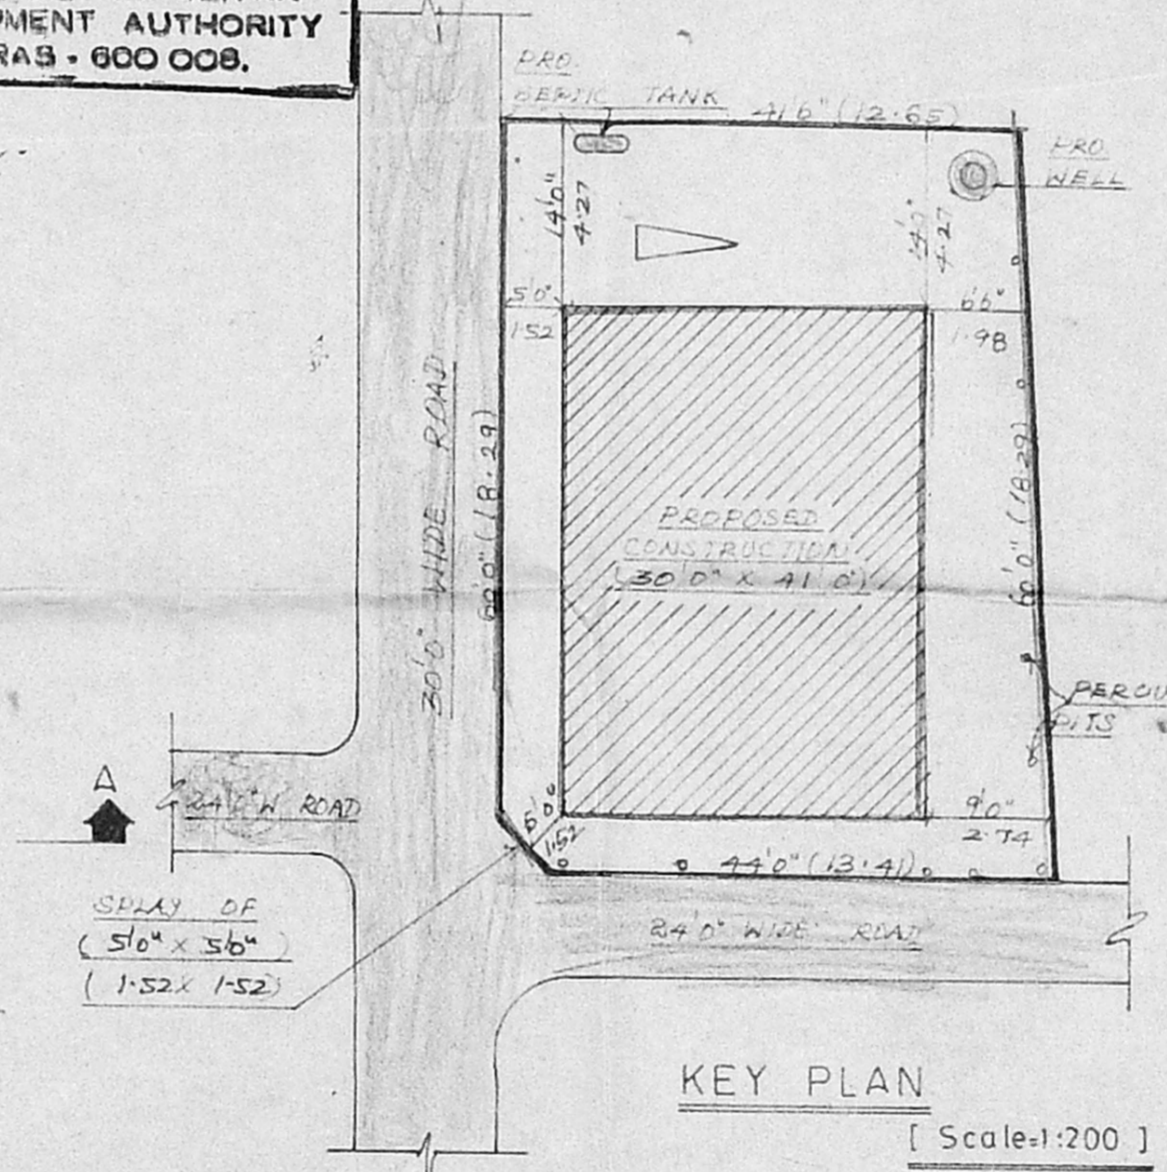 MENT AUTHORITY
RAS - 600 008.
PRO.
SEPTIC TANK
41'6" (12.65)
PRO.
WELL
14'0"
4.27
14'0"
4.27
5'0"
1.52
6'6"
1.98
30'0" WIDE ROAD
60'0" (18.29)
PROPOSED
CONSTRUCTION
(30'0" X 41'0")
60'0" (18.29)
PITS
24'0" W ROAD
5'0"
1.52
9'0"
2.74
44'0" (13.41)
24'0" WIDE ROAD
SPLAY OF
(5'0" X 5'0")
(1.52 X 1.52)
KEY PLAN
[ Scale=1:200 ]